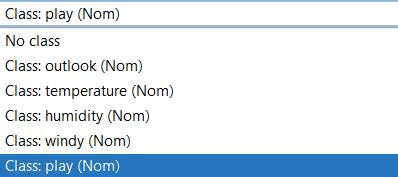 Class: play (Nom)
No class
Class: outlook (Nom)
Class: temperature (Nom)
Class: humidity (Nom)
Class: windy (Nom)
Class: play (Nom)